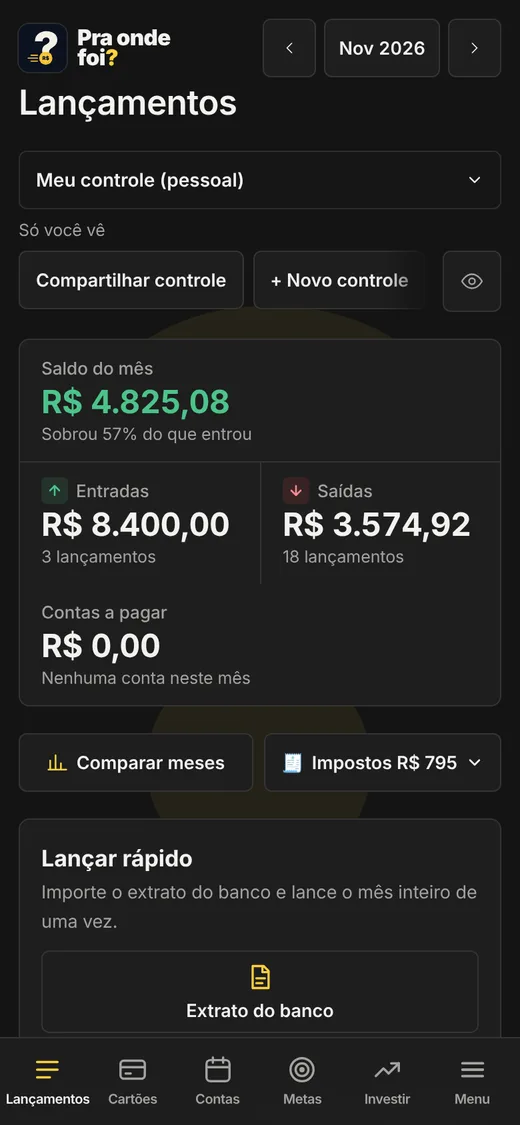 Pra onde
foi?
Nov 2026
Lançamentos
Meu controle (pessoal)
Só você vê
Compartilhar controle
+ Novo controle
Saldo do mês
R$ 4.825,08
Sobrou 57% do que entrou
Entradas
R$ 8.400,00
3 lançamentos
Saídas
R$ 3.574,92
18 lançamentos
Contas a pagar
R$ 0,00
Nenhuma conta neste mês
Comparar meses
Impostos R$ 795
Lançar rápido
Importe o extrato do banco e lance o mês inteiro de
uma vez.
Extrato do banco
Lançamentos
Cartões
Contas
Metas
Investir
Menu